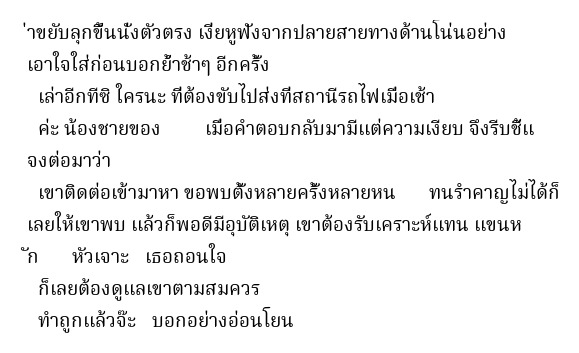 ่าขยับลุกขึ้นนั่งตัวตรง เงี่ยหูฟังจากปลายสายทางด้านโน่นอย่าง
เอาใจใส่ก่อนบอกย้ำช้าๆ อีกครั้ง
เล่าอีกทีซิ ใครนะ ที่ต้องขับไปส่งที่สถานีรถไฟเมื่อเช้า
ค่ะ น้องชายของ เมื่อคำตอบกลับมามีแต่ความเงียบ จึงรีบชี้แ
จงต่อมาว่า
เขาติดต่อเข้ามาหา ขอพบตั้งหลายครั้งหลายหน ทนรำคาญไม่ได้ก็
เลยให้เขาพบ แล้วก็พอดีมีอุบัติเหตุ เขาต้องรับเคราะห์แทน แขนห
ัก หัวเจาะ เธอถอนใจ
ก็เลยต้องดูแลเขาตามสมควร
ทำถูกแล้วจ๊ะ บอกอย่างอ่อนโยน